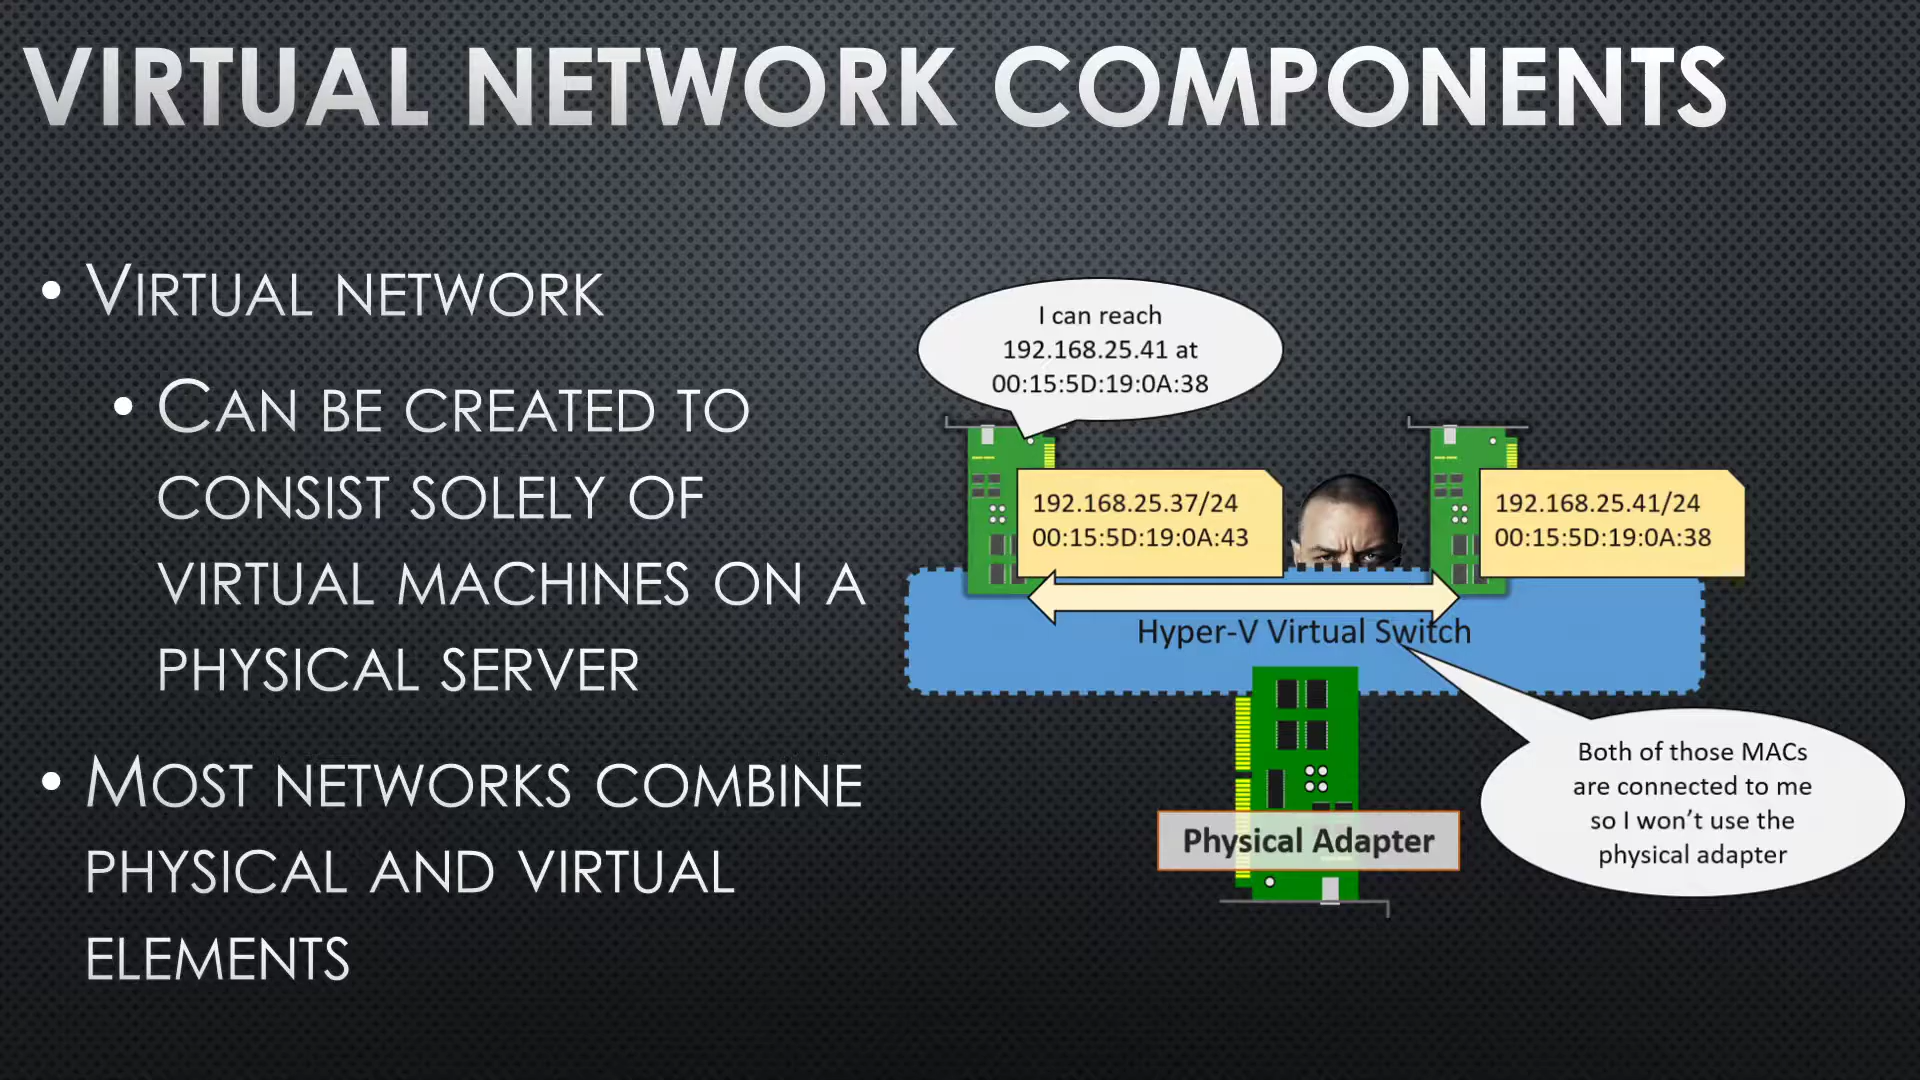 VIRTUAL NETWORK COMPONENTS
• VIRTUAL NETWORK
• CAN BE CREATED TO
CONSIST SOLELY OF
VIRTUAL MACHINES ON A
PHYSICAL SERVER
• MOST NETWORKS COMBINE
PHYSICAL AND VIRTUAL
ELEMENTS
I can reach
192.168.25.41 at
00:15:5D:19:0A:38
192.168.25.37/24
00:15:5D:19:0A:43
192.168.25.41/24
00:15:5D:19:0A:38
Hyper-V Virtual Switch
Physical Adapter
Both of those MACs
are connected to me
so I won’t use the
physical adapter